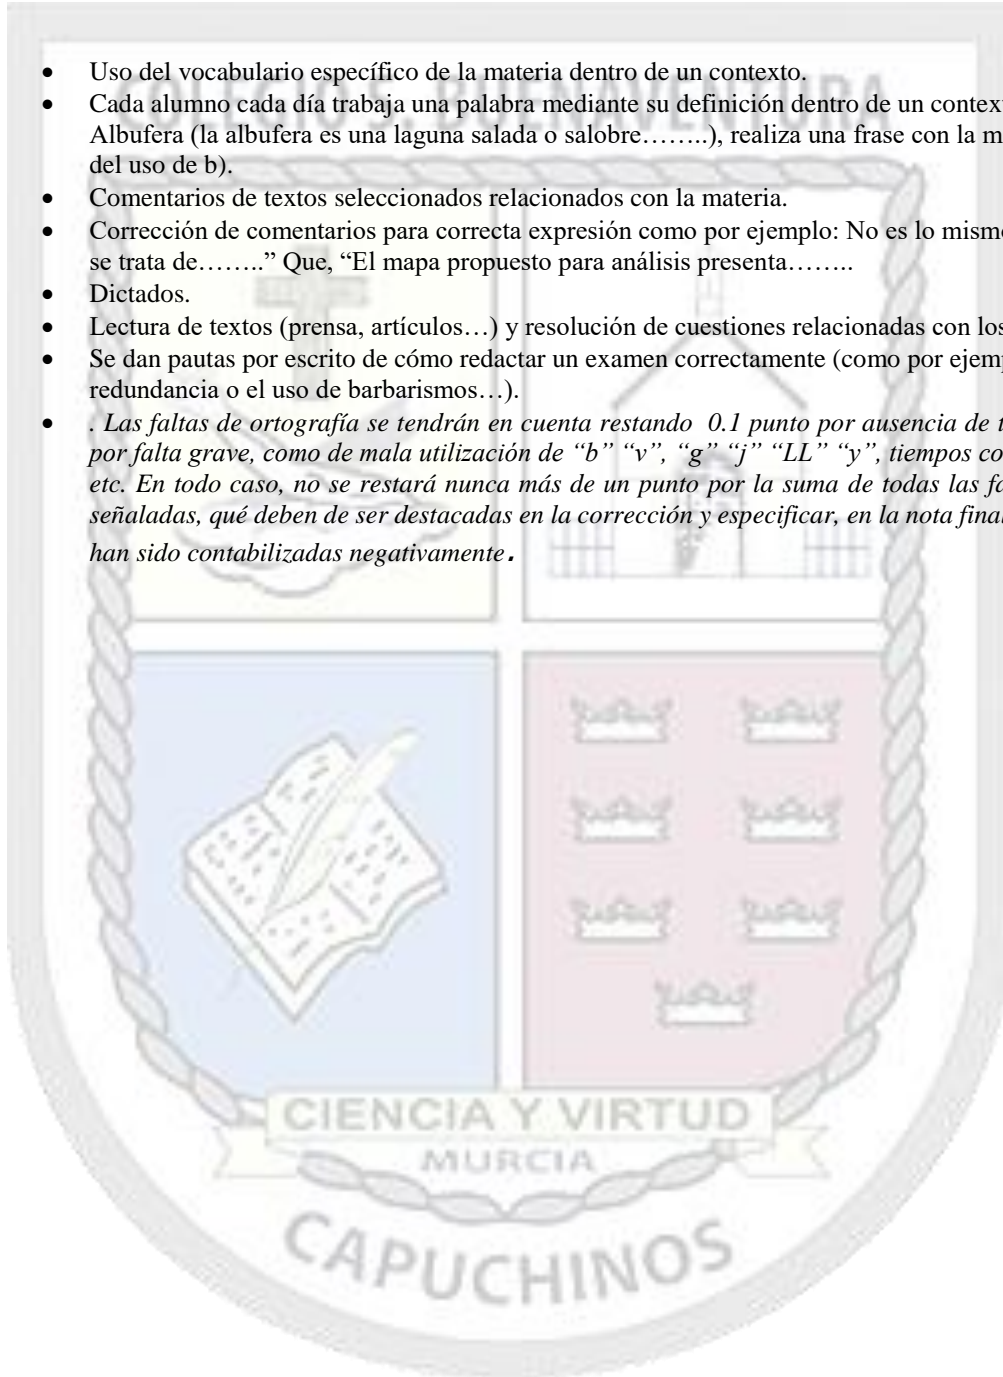 COLEGIO S. BUENAVENTURA
• Uso del vocabulario específico de la materia dentro de un contexto.
• Cada alumno cada día trabaja una palabra mediante su definición dentro de un
Albufera (la albufera es una laguna salada o salobre……..), realiza una frase con la
del uso de b).
• Comentarios de textos seleccionados relacionados con la materia.
• Corrección de comentarios para correcta expresión como por ejemplo: No es lo
se trata de……..” Que, “El mapa propuesto para análisis presenta……..
• Dictados.
• Lectura de textos (prensa, artículos…) y resolución de cuestiones relacionadas con los
• Se dan pautas por escrito de cómo redactar un examen correctamente (como por
redundancia o el uso de barbarismos…).
• . Las faltas de ortografía se tendrán en cuenta restando 0.1 punto por ausencia de
por falta grave, como de mala utilización de “b” “v”, “g” “j” “LL” “y”, tiempos
etc. En todo caso, no se restará nunca más de un punto por la suma de todas las
señaladas, qué deben de ser destacadas en la corrección y especificar, en la nota
han sido contabilizadas negativamente.
CIENCIA Y VIRTUD
MURCIA
CAPUCHINOS